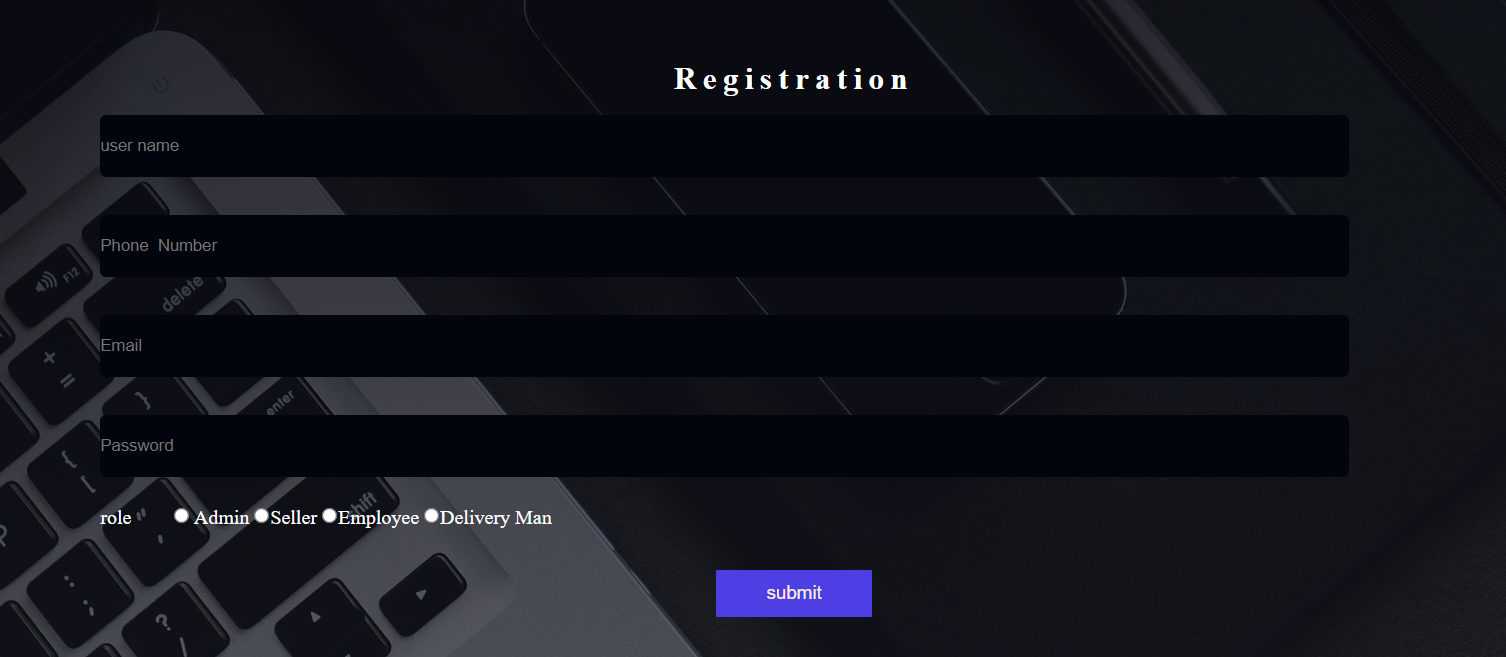 Registration
user name
Phone  Number
F12
delete
Email
+
=
}
enter
Password
{
[
role Admin Seller Employee Delivery Man
"
,
shift
:
;
submit
?
/